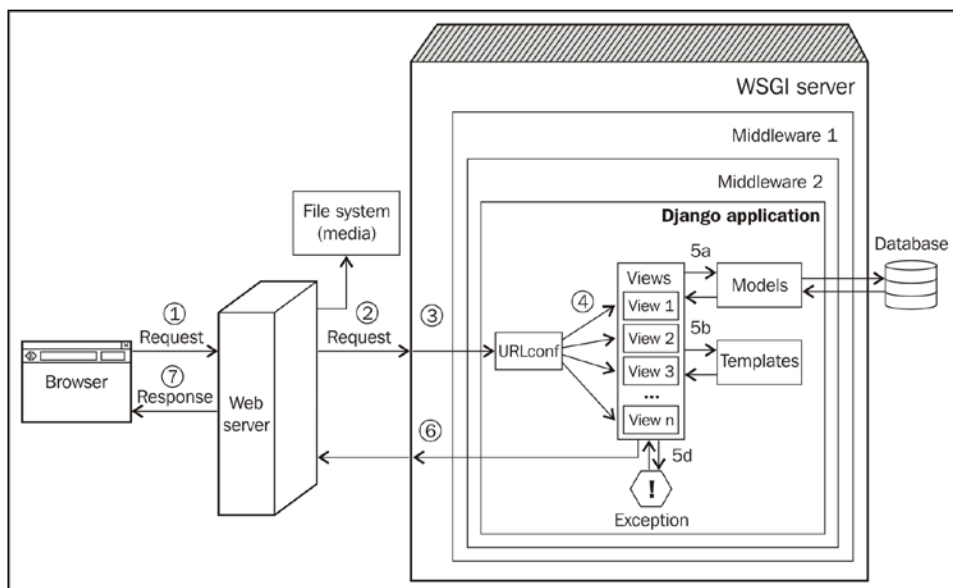 WSGI server
Middleware 1
Middleware 2
Django application
File system
(media)
Database
5a
Views
Models
①
Request
②
Request
③
④
View 1
5b
URLconf
View 2
Templates
View 3
...
View n
Browser
⑦
Response
Web
server
⑥
5d
!
Exception